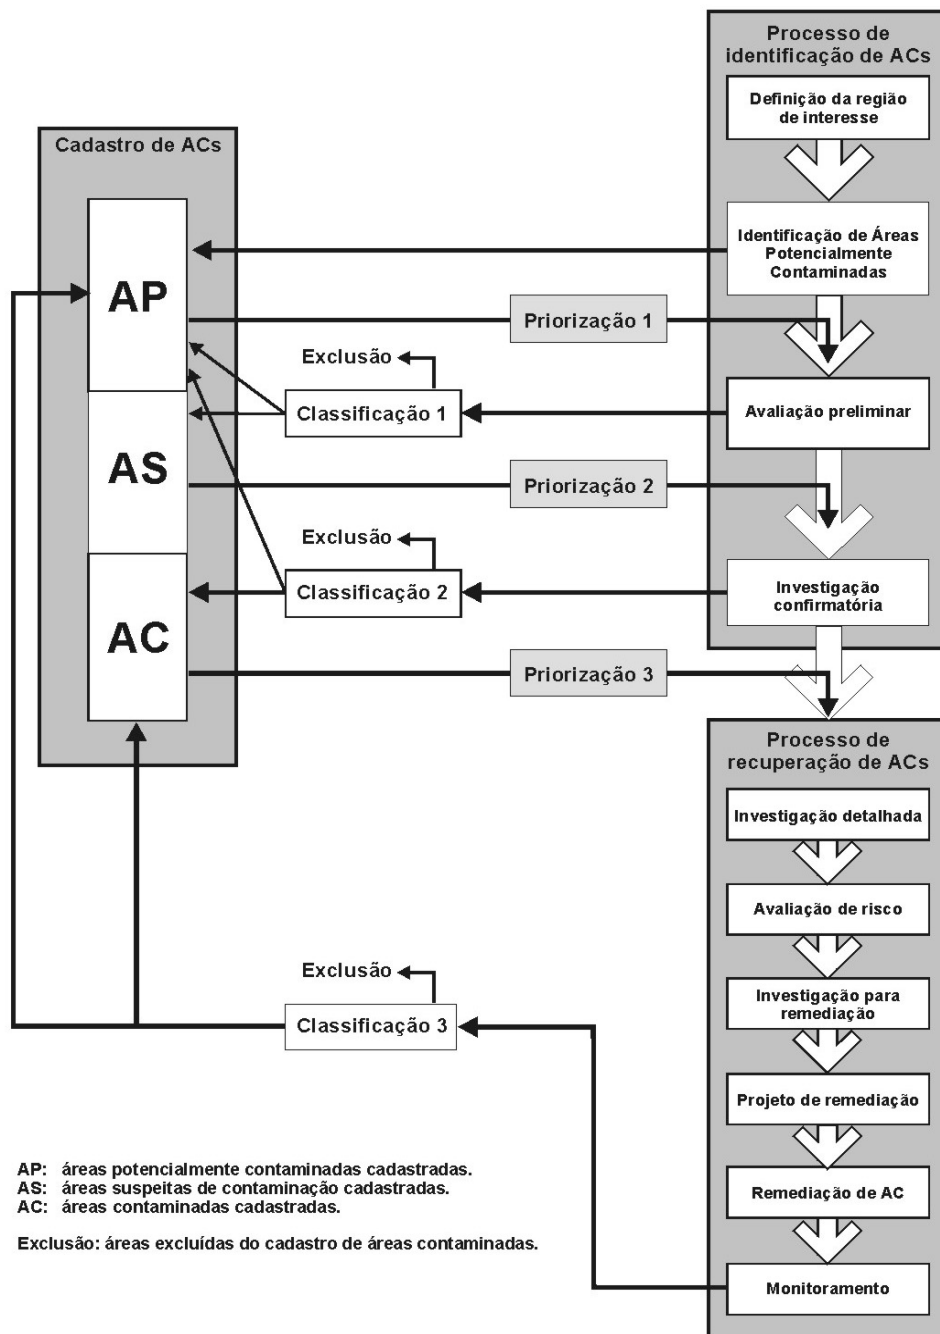 Processo de
identificação de ACs
Definição da região
de interesse
Cadastro de ACs
AP
Identificação de Áreas
Potencialmente
Contaminadas
Priorização 1
Exclusão
Classificação 1
Avaliação preliminar
AS
Priorização 2
Exclusão
Classificação 2
Investigação
confirmatória
AC
Priorização 3
Processo de
recuperação de ACs
Investigação detalhada
Avaliação de risco
Exclusão
Classificação 3
Investigação para
remediação
Projeto de remediação
Remediação de AC
Monitoramento
AP: áreas potencialmente contaminadas cadastradas.
AS: áreas suspeitas de contaminação cadastradas.
AC: áreas contaminadas cadastradas.
Exclusão: áreas excluídas do cadastro de áreas contaminadas.